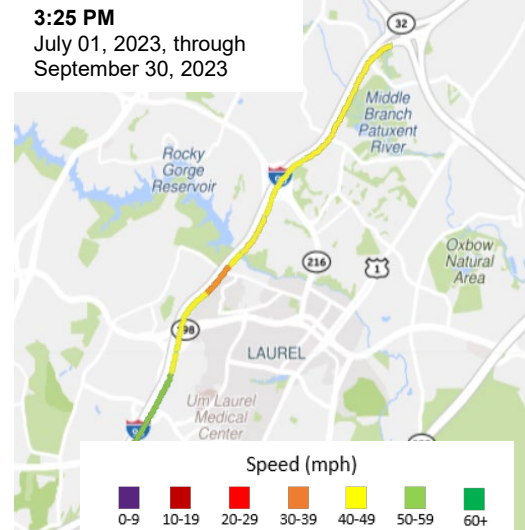 3:25 PM
July 01, 2023, through
September 30, 2023
32
Middle
Branch
Patuxent
River
Rocky
Gorge
Reservoir
216
1
Oxbow
Natural
Area
LAUREL
Um Laurel
Medical
Center
Speed (mph)
0-9 10-19 20-29 30-39 40-49 50-59 60+